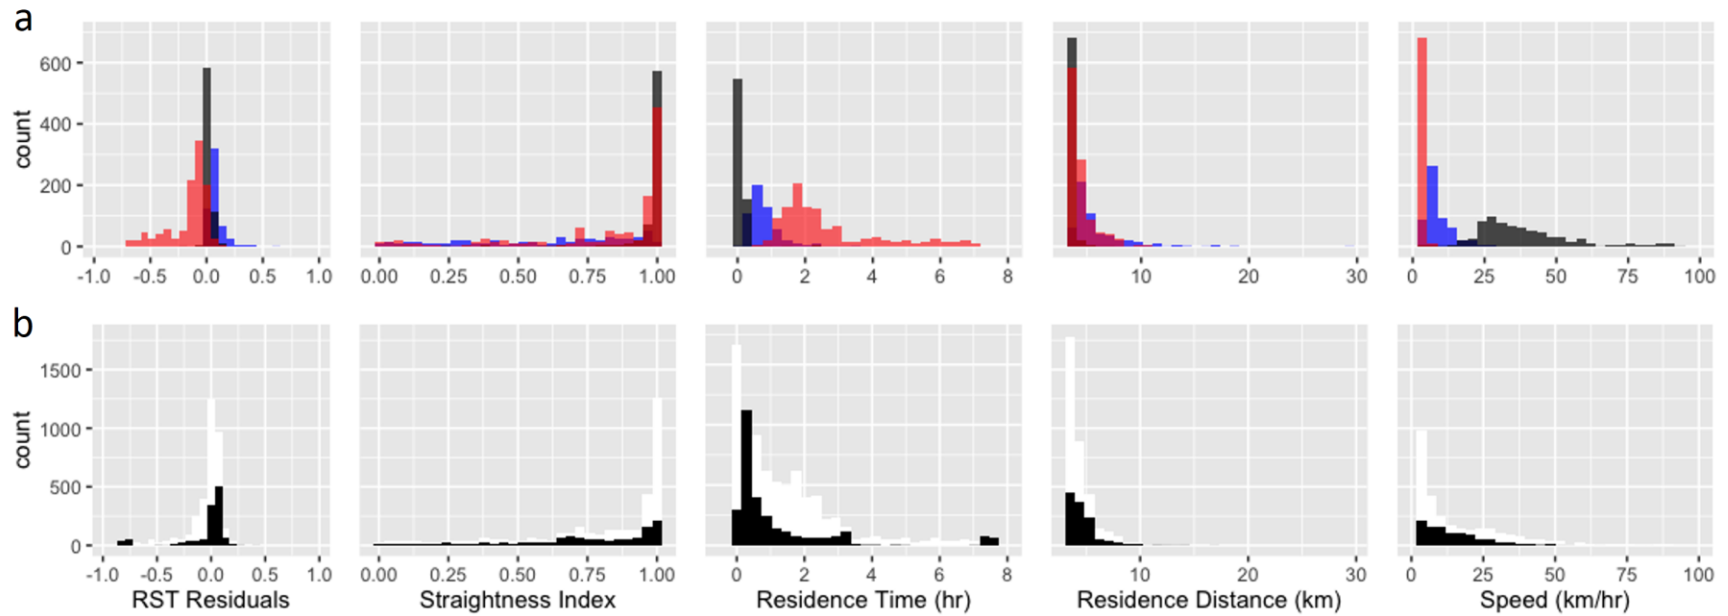 a
600
400
200
0
count
-1.0 -0.5 0.0 0.5 1.0
0.00 0.25 0.50 0.75 1.00
0 2 4 6 8
10 20 30
0 25 50 75 100
b
1500
1000
500
0
count
-1.0 -0.5 0.0 0.5 1.0
0.00 0.25 0.50 0.75 1.00
0 2 4 6 8
10 20 30
0 25 50 75 100
RST Residuals
Straightness Index
Residence Time (hr)
Residence Distance (km)
Speed (km/hr)